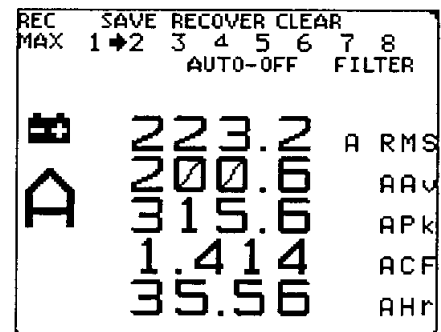 REC SAVE RECOVER CLEAR
MAX 1➔2 3 4 5 6 7 8
AUTO-OFF FILTER
223.2 A RMS
200.6 AAv
A
315.6 APk
1.414 ACF
35.56 AHr